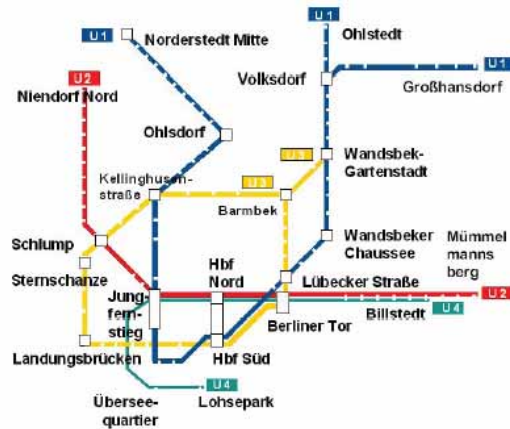 U1
Norderstedt Mitte
U1
Ohlstedt
U2
Niendorf Nord
Volksdorf
U1
Großhansdorf
Ohlsdorf
Kellinghusen-
straße
U3
U3
Wandsbek-
Gartenstadt
Barmbek
Schlump
Sternschanze
Hbf
Nord
Wandsbeker
Chaussee
Mümmel
manns
berg
Lübecker Straße
U2
Jung-
fern-
stieg
Billstedt
U4
Berliner Tor
Landungsbrücken
Hbf Süd
U4
Übersee-
quartier
Lohsepark